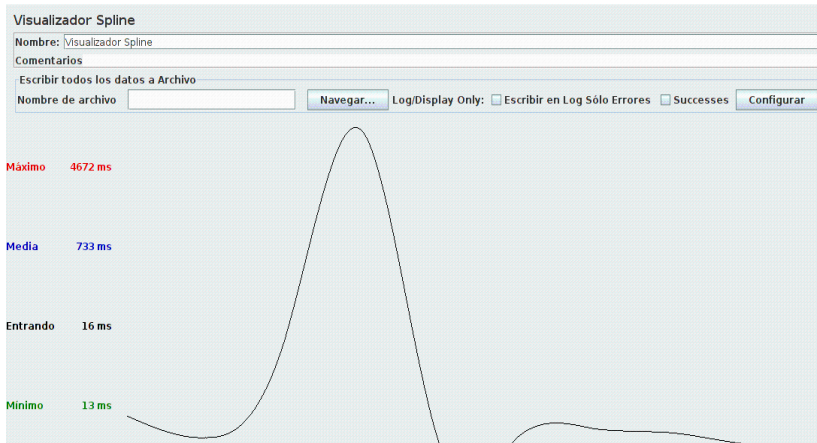 Visualizador Spline
Nombre: Visualizador Spline
Comentarios
Escribir todos los datos a Archivo
Nombre de archivo Navegar... Log/Display Only: Escribir en Log Sólo Errores Successes Configurar
Máximo 4672 ms
Media 733 ms
Entrando 16 ms
Mínimo 13 ms